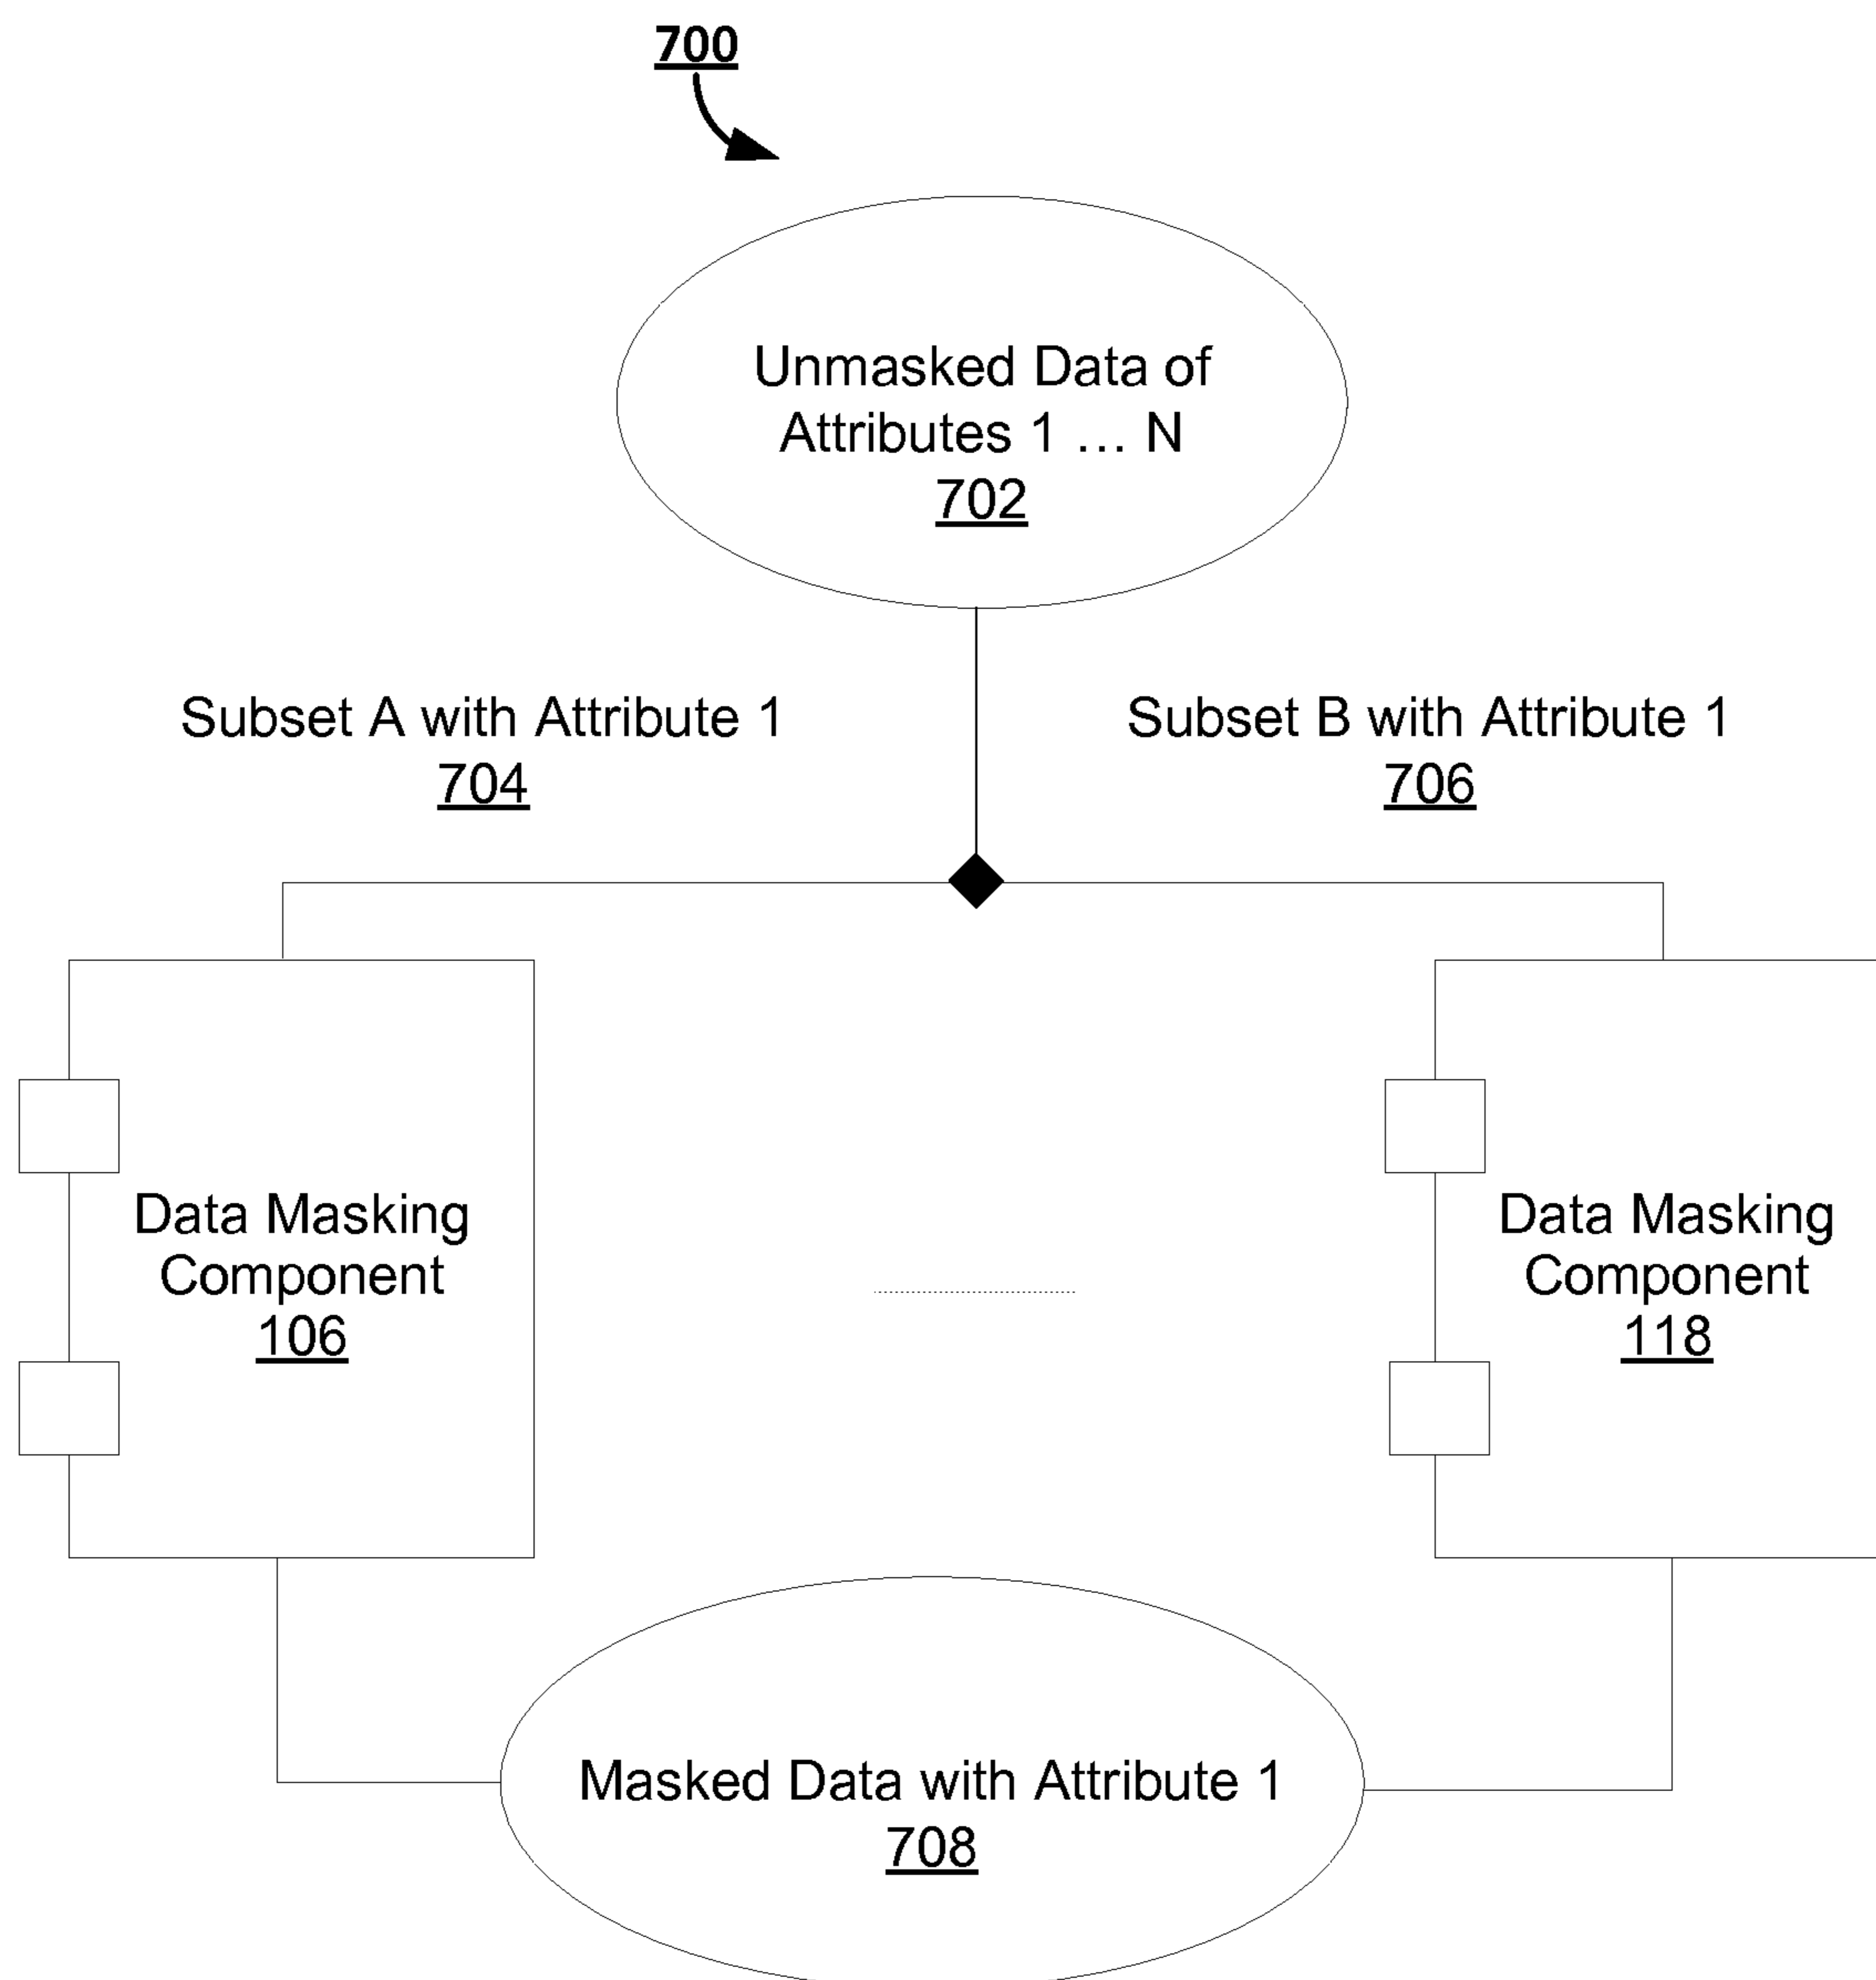 700
Unmasked Data of
Attributes 1 ... N
702
Subset A with Attribute 1
704
Subset B with Attribute 1
706
Data Masking
Component
106
Data Masking
Component
118
Masked Data with Attribute 1
708